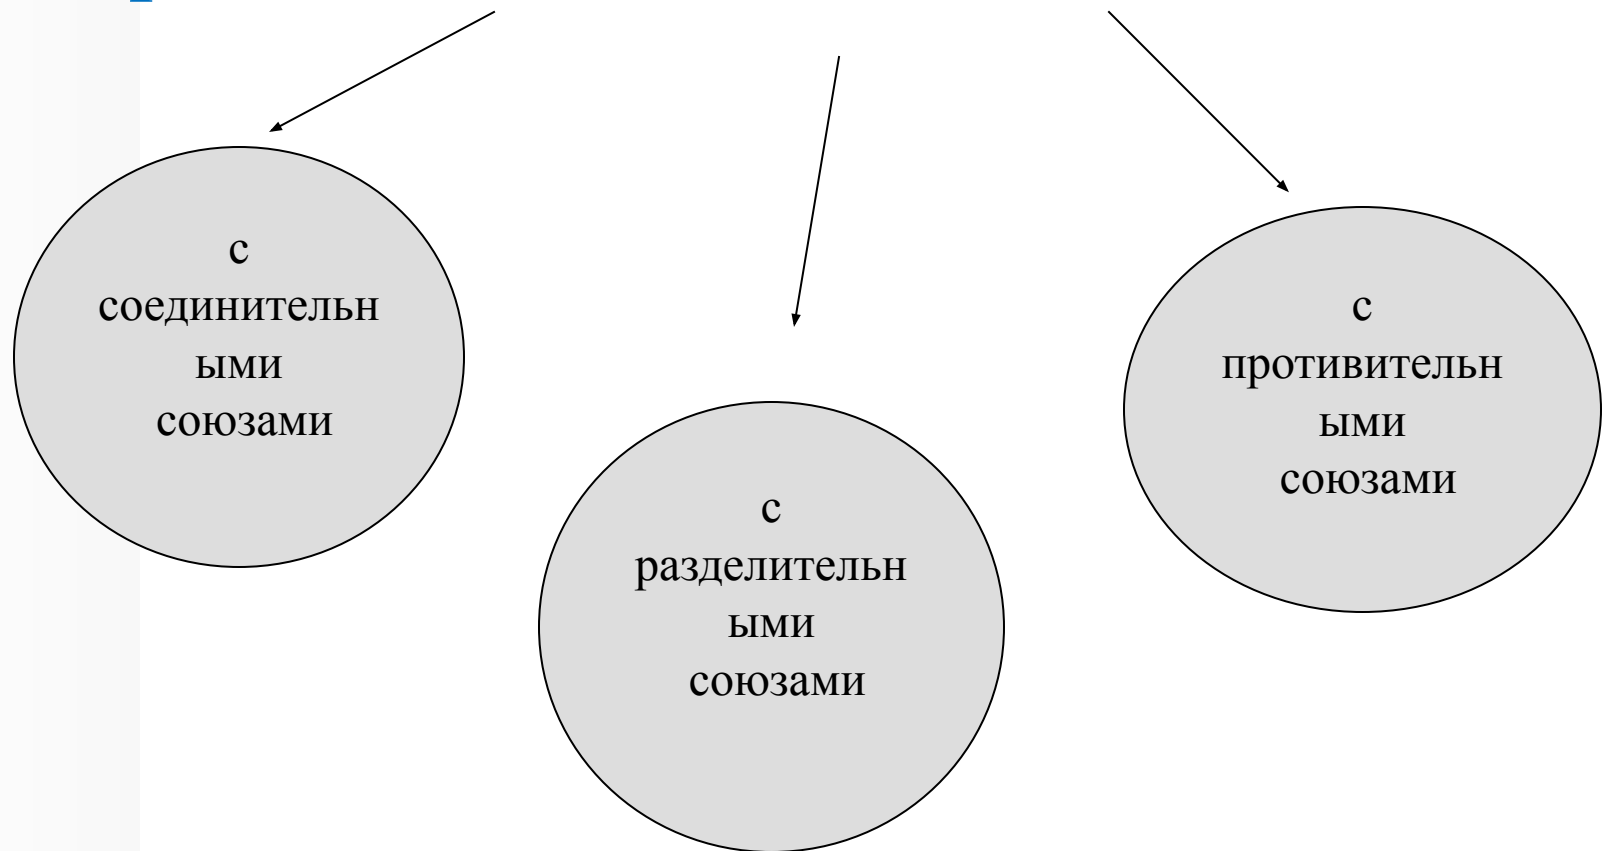 с
соединительн
ыми
союзами
с
разделительн
ыми
союзами
с
противительн
ыми
союзами